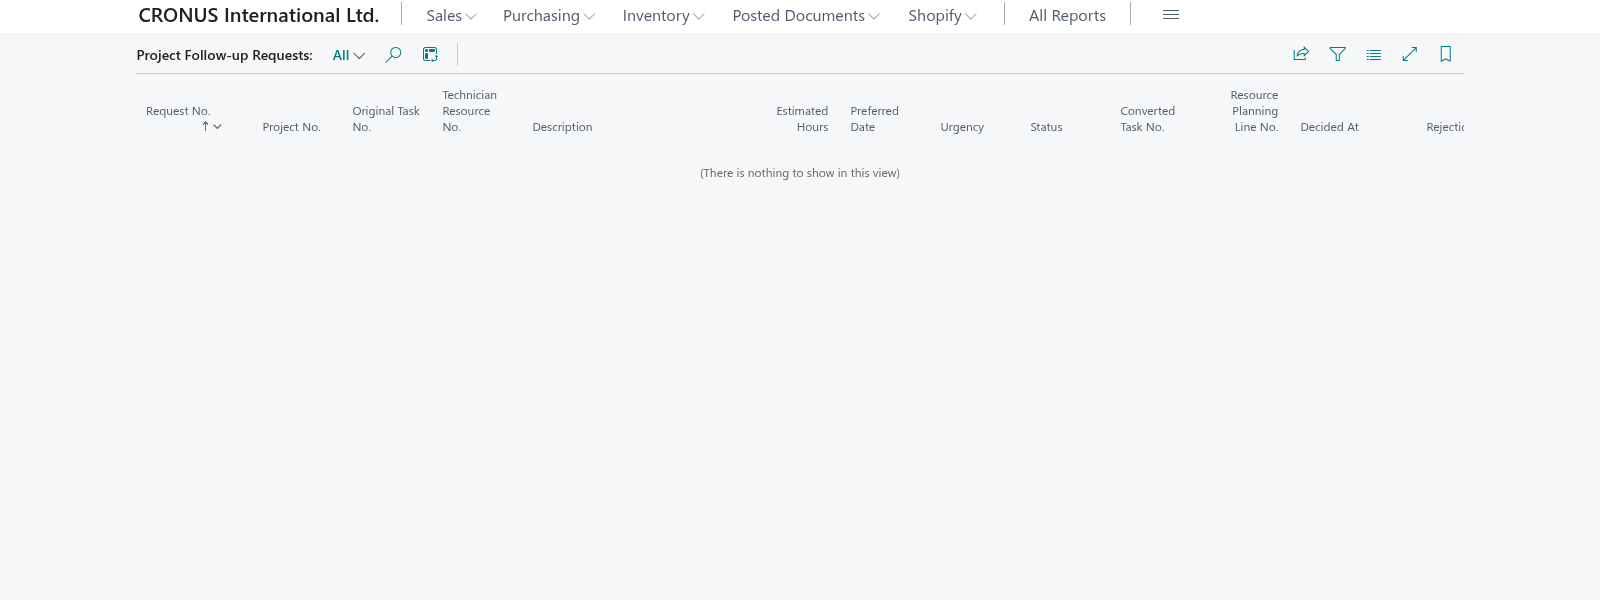 CRONUS International Ltd.
Sales
Purchasing
Inventory
Posted Documents
Shopify
All Reports
Project Follow-up Requests:
All
Request No.
Project No.
Original Task
No.
Technician
Resource
No.
Description
Estimated
Hours
Preferred
Date
Urgency
Status
Converted
Task No.
Resource
Planning
Line No.
Decided At
(There is nothing to show in this view)